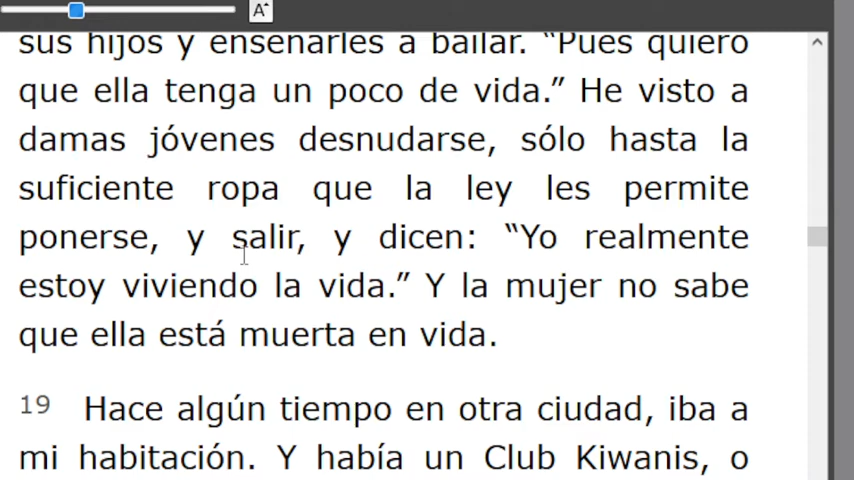 A
sus hijos y enseñarles a bailar. “Pues quiero
que ella tenga un poco de vida.” He visto a
damas jóvenes desnudarse, sólo hasta la
suficiente ropa que la ley les permite
ponerse, y salir, y dicen: “Yo realmente
estoy viviendo la vida.” Y la mujer no sabe
que ella está muerta en vida.
19 Hace algún tiempo en otra ciudad, iba a
mi habitación. Y había un Club Kiwanis, o